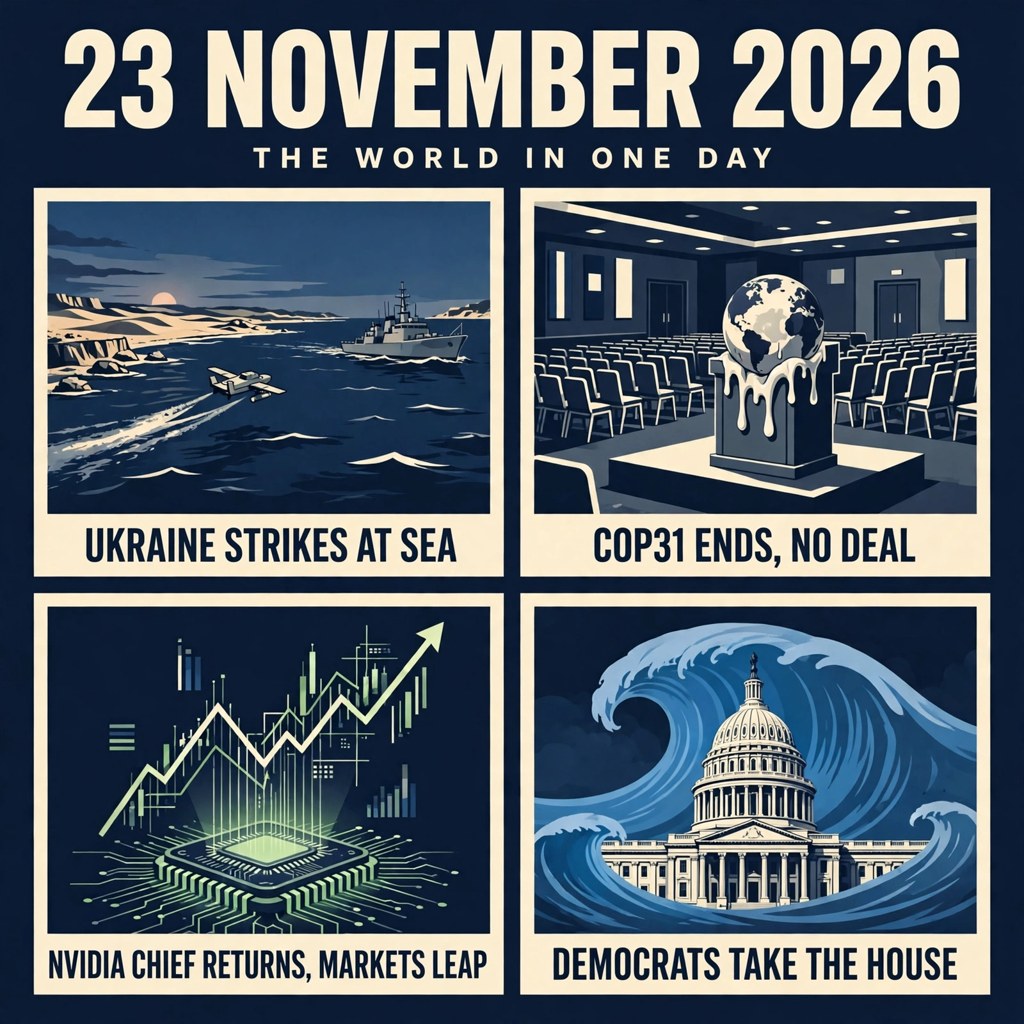 23 NOVEMBER 2026
THE WORLD IN ONE DAY
UKRAINE STRIKES AT SEA
COP31 ENDS, NO DEAL
NVIDIA CHIEF RETURNS, MARKETS LEAP
DEMOCRATS TAKE THE HOUSE